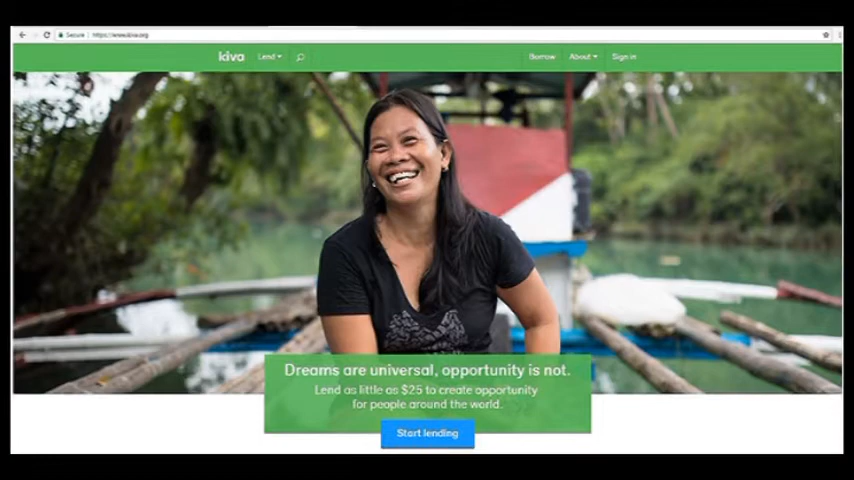 Secure https://www.kiva.org
kiva Lend Borrow About Sign in
Dreams are universal, opportunity is not.
Lend as little as $25 to create opportunity
for people around the world.
Start lending